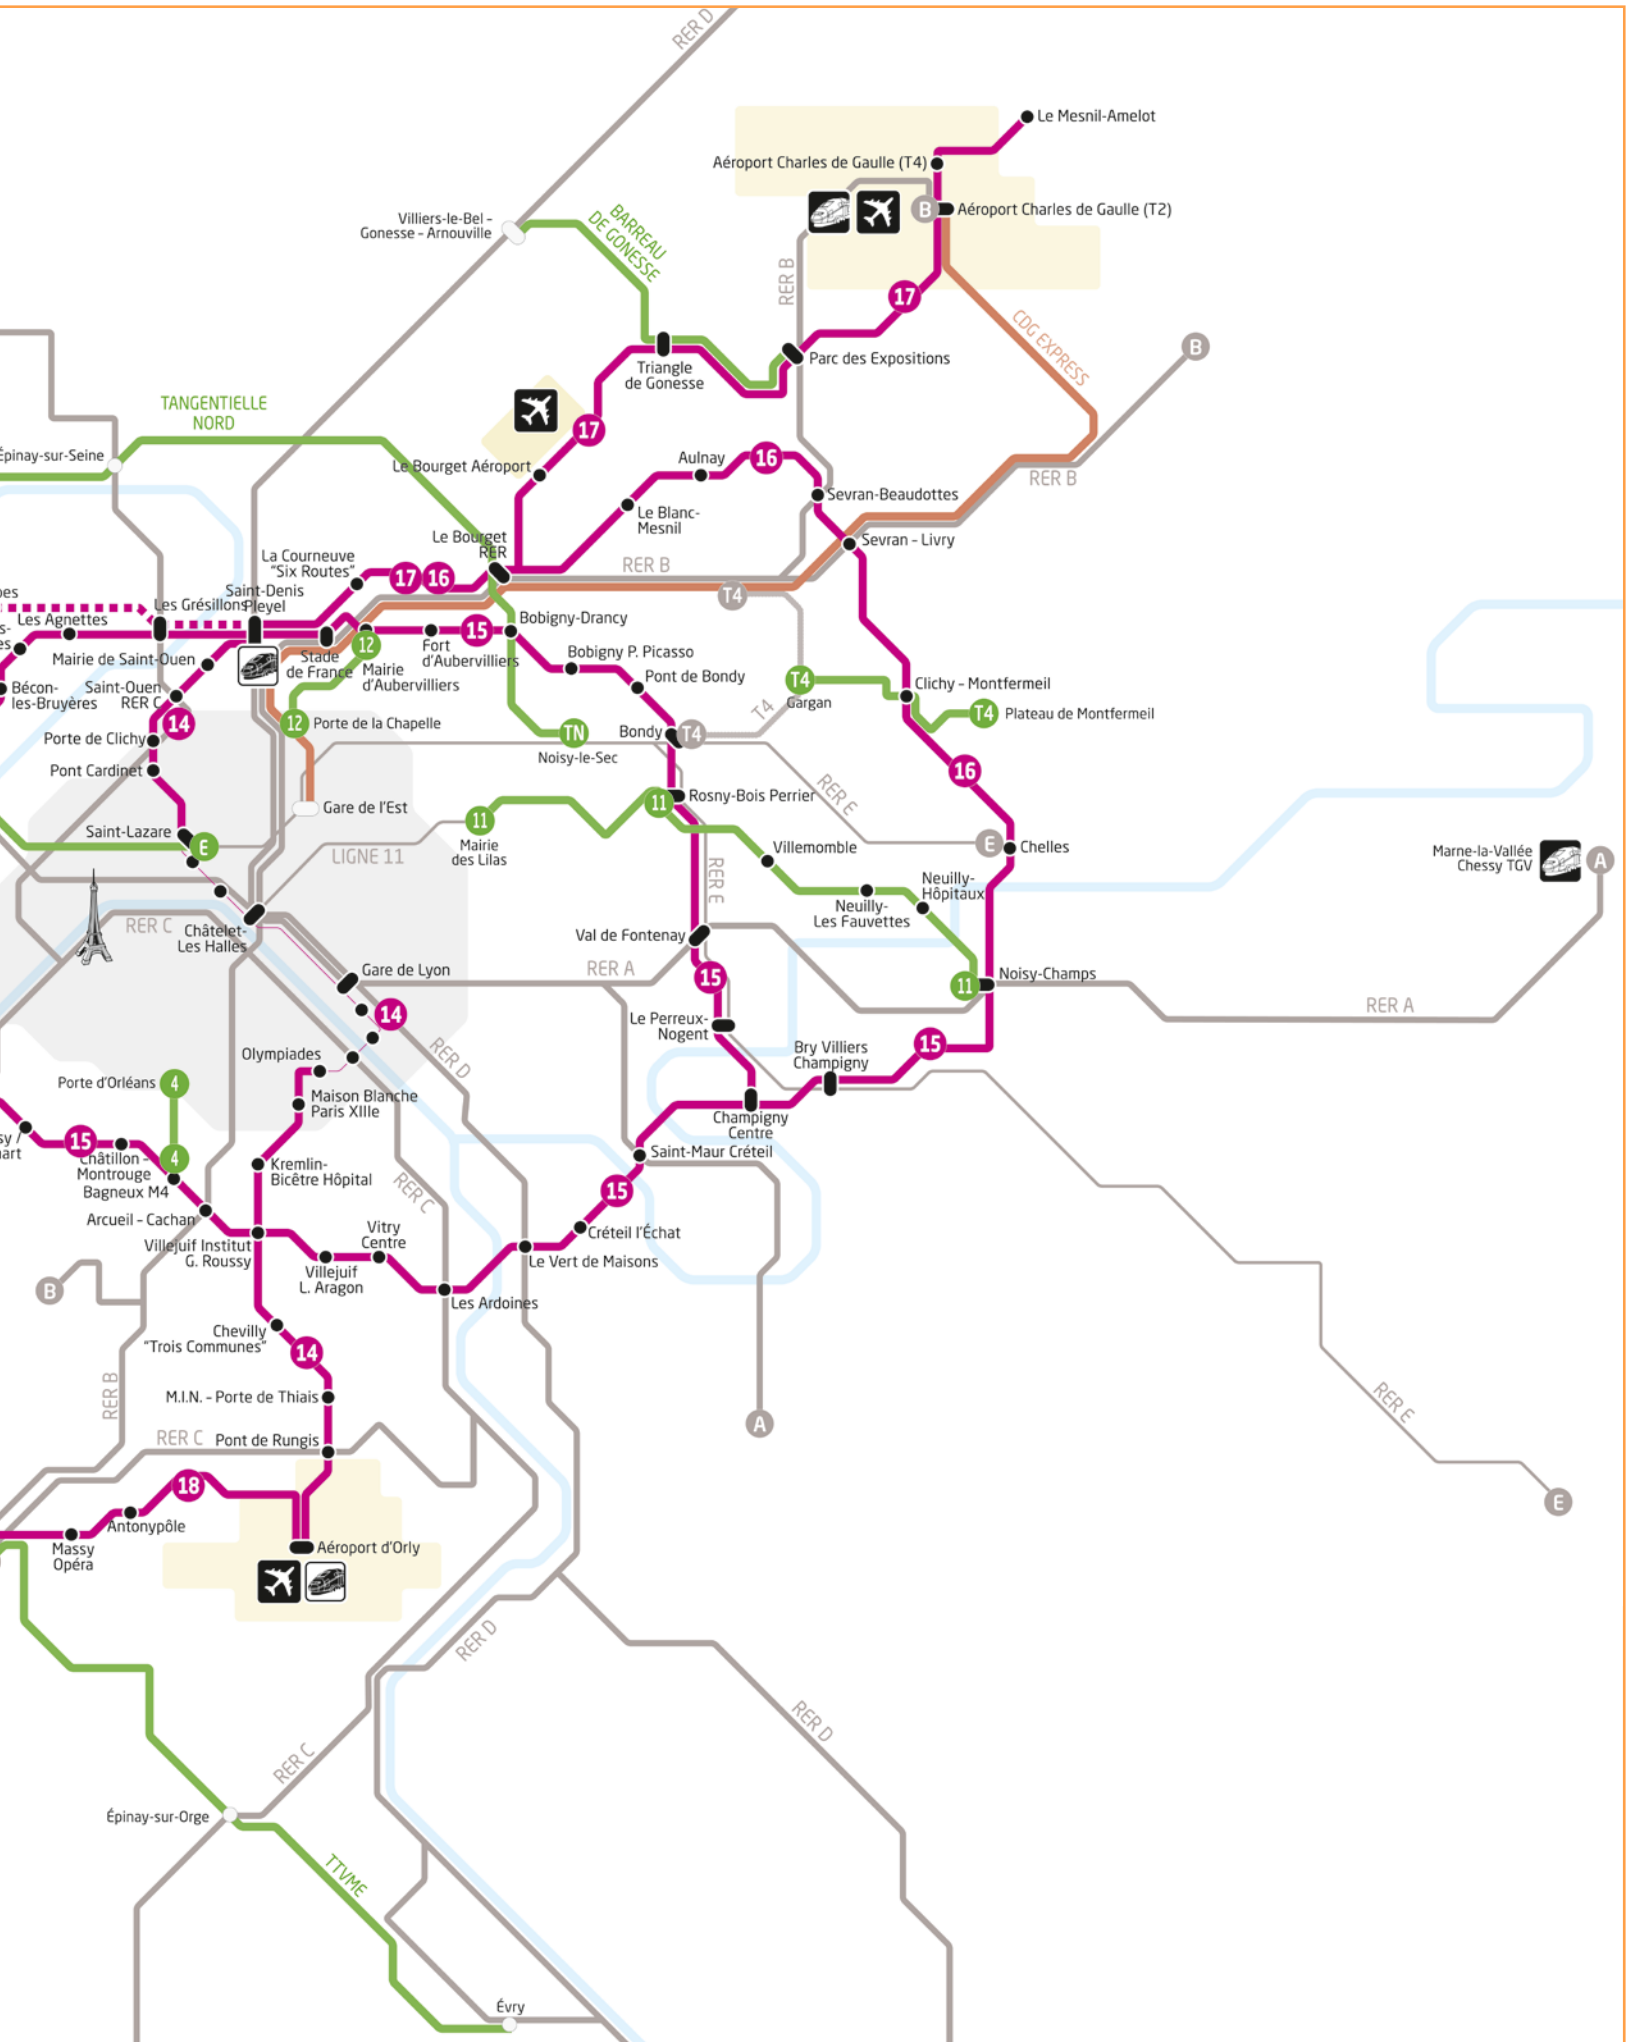 RER D
Le Mesnil-Amelot
Aéroport Charles de Gaulle (T4)
B
Aéroport Charles de Gaulle (T2)
Villiers-le-Bel –
Gonesse – Arnouville
BARREAU
DE GONESSE
RER B
17
CDG EXPRESS
B
Triangle
de Gonesse
Parc des Expositions
TANGENTIELLE
NORD
17
Épinay-sur-Seine
Le Bourget Aéroport
Aulnay
16
RER B
Sevran-Beaudottes
Le Blanc-
Mesnil
Le Bourget
RER
Sevran – Livry
La Courneuve
“Six Routes”
17
16
RER B
T4
Saint-Denis
Pleyel
Les Grésillons
Les Agnettes
Bobigny-Drancy
15
12
Fort
d’Aubervilliers
Stade
de France
Mairie
d’Aubervilliers
Mairie de Saint-Ouen
Bobigny P. Picasso
Pont de Bondy
Bécon-
les-Bruyères
Saint-Ouen
RER C
14
12
Porte de la Chapelle
T4
Gargan
Clichy – Montfermeil
T4
Plateau de Montfermeil
T4
Bondy
T4
TN
Noisy-le-Sec
Porte de Clichy
Pont Cardinet
16
RER E
Rosny-Bois Perrier
11
Gare de l’Est
11
Mairie
des Lilas
Saint-Lazare
E
LIGNE 11
Villemomble
E
Chelles
Marne-la-Vallée
Chessy TGV
A
RER E
Neuilly-
Hôpitaux
Neuilly-
Les Fauvettes
RER C
Châtelet-
Les Halles
Val de Fontenay
Gare de Lyon
RER A
15
11
Noisy-Champs
RER A
14
Le Perreux-
Nogent
Bry Villiers
Champigny
15
RER D
Olympiades
Porte d’Orléans
4
Maison Blanche
Paris XIIIe
Champigny
Centre
15
Châtillon –
Montrouge
4
Bagneux M4
Saint-Maur Créteil
Kremlin-
Bicêtre Hôpital
RER C
15
Arcueil – Cachan
Villejuif Institut
G. Roussy
Vitry
Centre
Créteil l’Échat
Le Vert de Maisons
Villejuif
L. Aragon
B
Les Ardoines
Chevilly
“Trois Communes”
14
RER B
M.I.N. – Porte de Thiais
RER E
A
RER C
Pont de Rungis
18
E
Antonypôle
Massy
Opéra
Aéroport d’Orly
RER D
RER D
RER C
Épinay-sur-Orge
TTVME
Évry